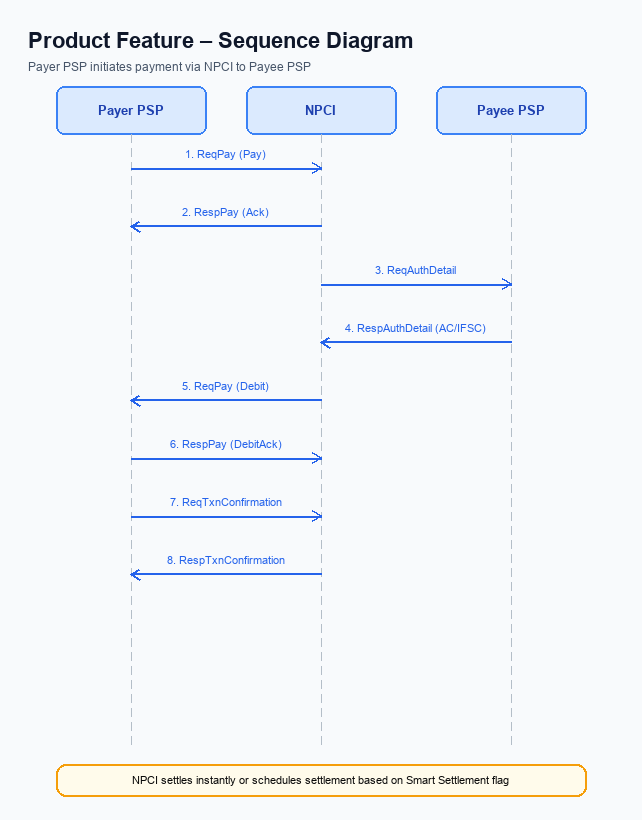 Product Feature – Sequence Diagram
Payer PSP initiates payment via NPCI to Payee PSP
Payer PSP
NPCI
Payee PSP
1. ReqPay (Pay)
2. RespPay (Ack)
3. ReqAuthDetail
4. RespAuthDetail (AC/IFSC)
5. ReqPay (Debit)
6. RespPay (DebitAck)
7. ReqTxnConfirmation
8. RespTxnConfirmation
NPCI settles instantly or schedules settlement based on Smart Settlement flag